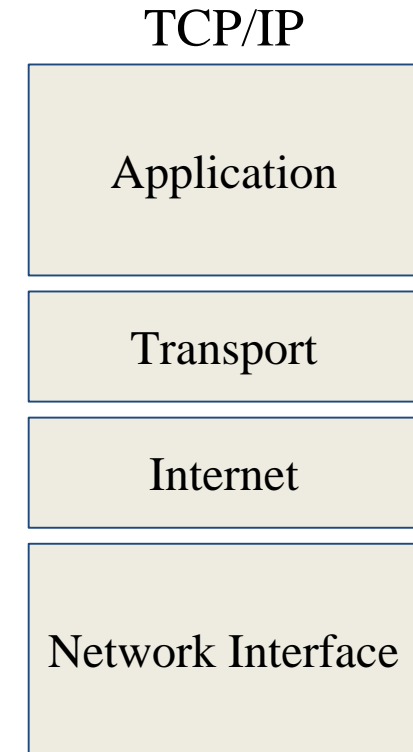 TCP/IP
Application
Transport
Internet
Network Interface